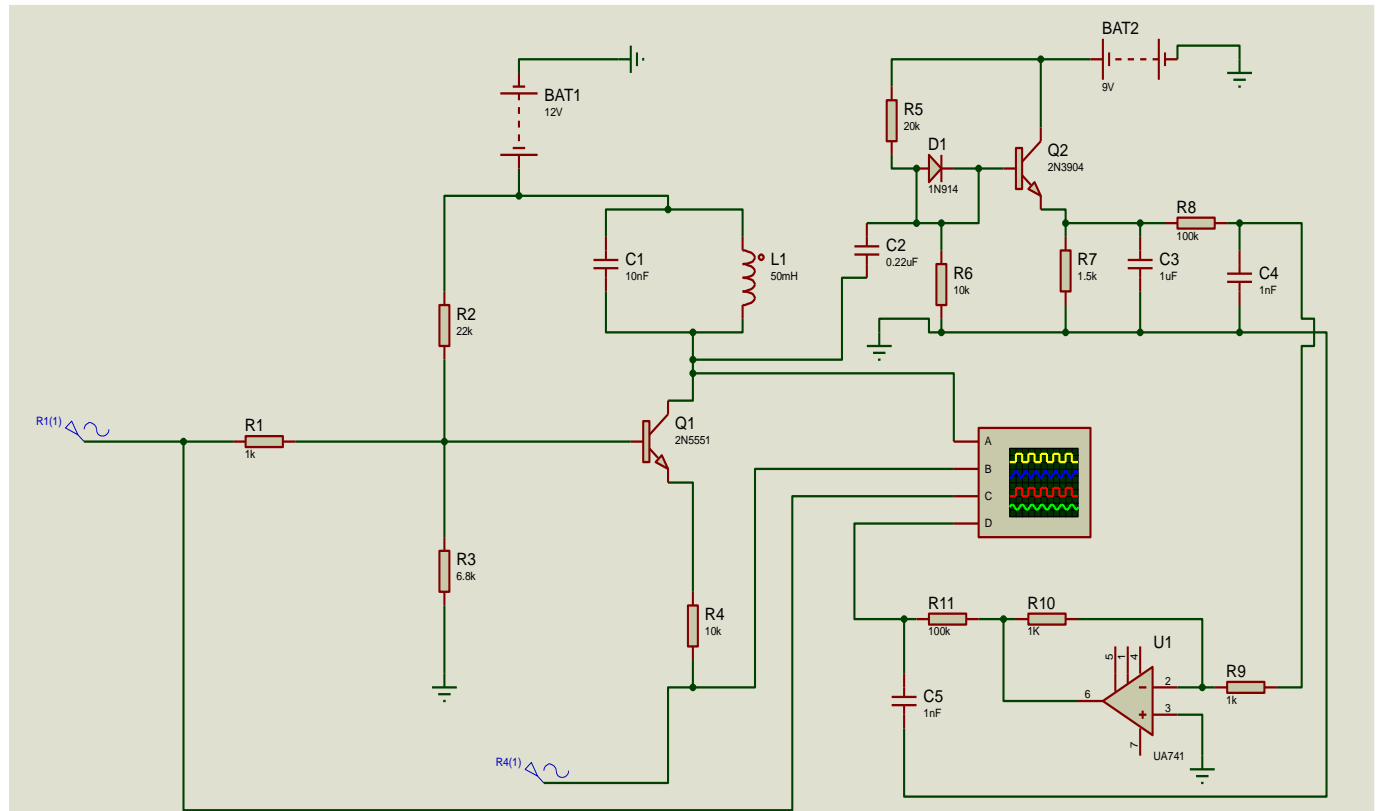 BAT2
9V
BAT1
12V
R5
20k
D1
1N914
Q2
2N3904
R8
100k
C2
0.22uF
R6
10k
R7
1.5k
C3
1uF
C4
1nF
C1
10nF
L1
50mH
R2
22k
R1(1)
R1
1k
Q1
2N5551
A
B
C
D
R3
6.8k
R4
10k
R4(1)
R11
100k
R10
1K
C5
1nF
U1
5
1
4
6
2
3
7
UA741
R9
1k